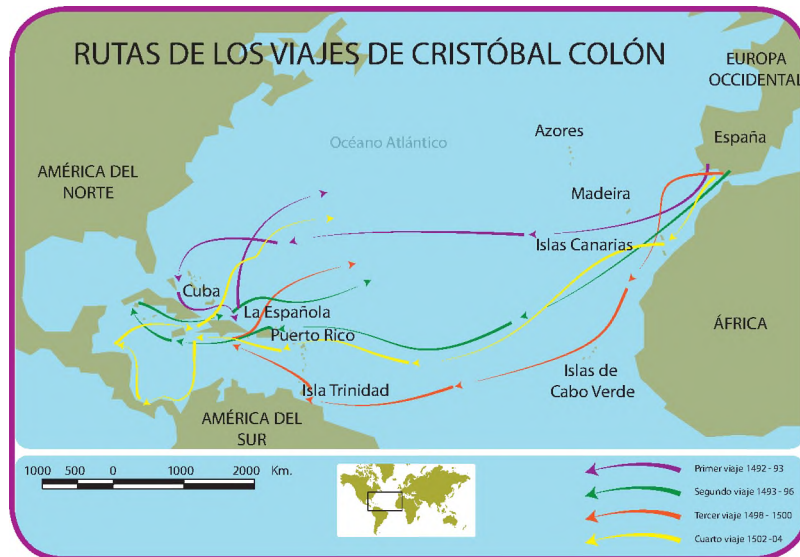 RUTAS DE LOS VIAJES DE CRISTÓBAL COLÓN
EUROPA
OCCIDENTAL
Océano Atlántico
Azores
España
AMÉRICA DEL
NORTE
Madeira
Islas Canarias
Cuba
La Española
Puerto Rico
ÁFRICA
Isla Trinidad
Islas de
Cabo Verde
AMÉRICA DEL
SUR
1000 500 0 1000 2000 Km.
Primer viaje 1492 - 93
Segundo viaje 1493 - 96
Tercer viaje 1498 - 1500
Cuarto viaje 1502 -04